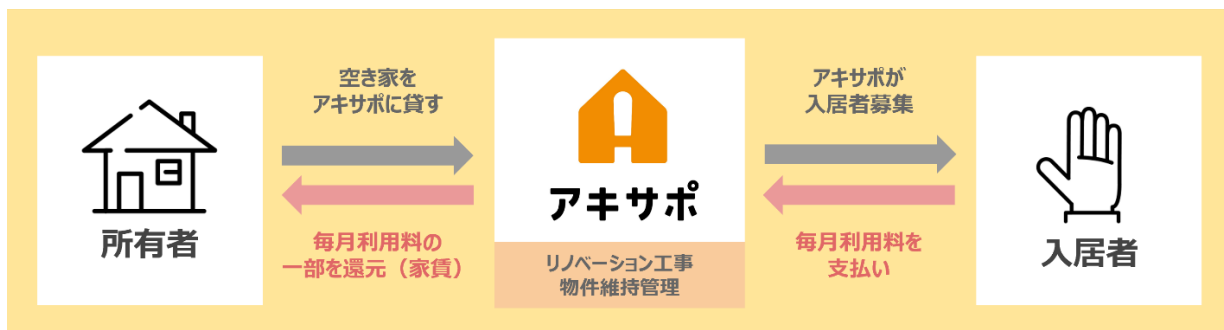 空き家を
アキサポに貸す
アキサポが
入居者募集
アキサポ
所有者
毎月利用料の
一部を還元（家賃）
リノベーション工事
物件維持管理
毎月利用料を
支払い
入居者